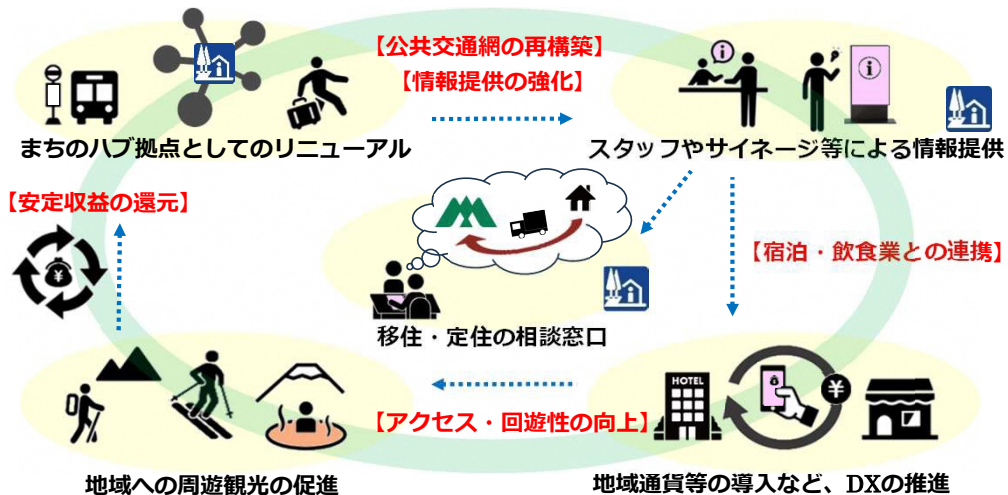 【公共交通網の再構築】
【情報提供の強化】
まちのハブ拠点としてのリニューアル
スタッフやサイネージ等による情報提供
【安定収益の還元】
【宿泊・飲食業との連携】
¥
移住・定住の相談窓口
HOTEL
¥
【アクセス・回遊性の向上】
地域への周遊観光の促進
地域通貨等の導入など、DXの推進